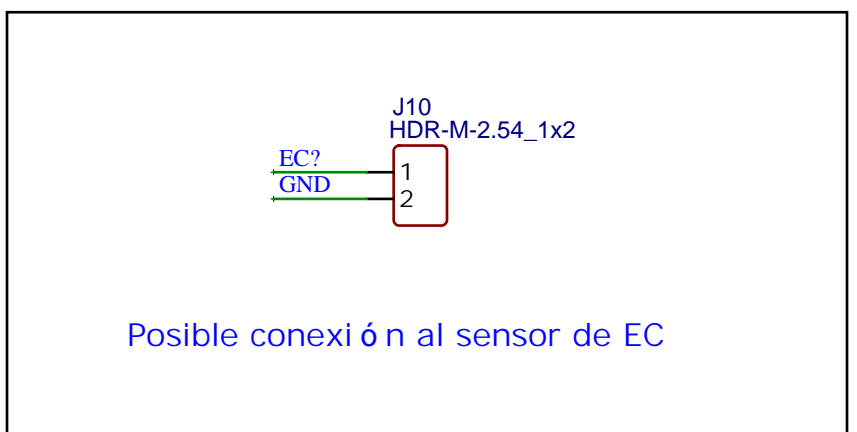 J10
HDR-M-2.54_1x2
EC?
1
GND
2
Posible conexión al sensor de EC